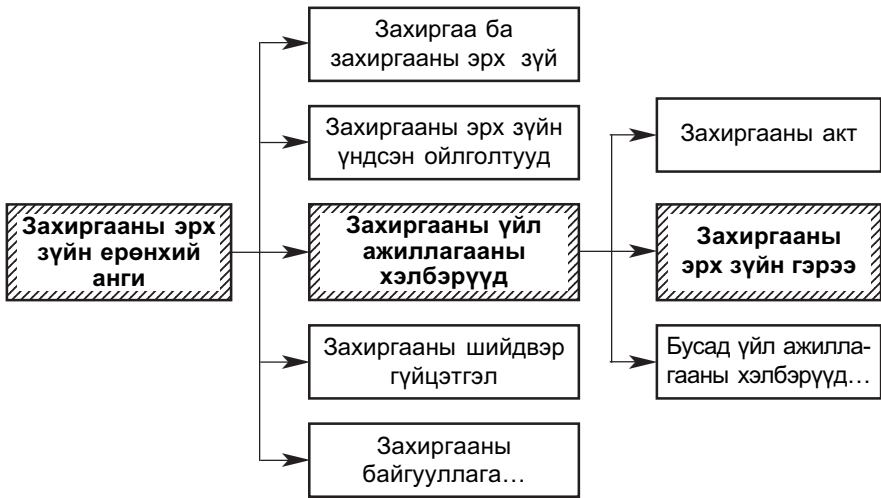 Захиргааны эрх
зүйн ерөнхий
анги
Захиргаа ба
захиргааны эрх зүй
Захиргааны эрх зүйн
үндсэн ойлголтууд
Захиргааны үйл
ажиллагааны
хэлбэрүүд
Захиргааны шийдвэр
гүйцэтгэл
Захиргааны
байгууллага…
Захиргааны акт
Захиргааны
эрх зүйн гэрээ
Бусад үйл ажилла-
гааны хэлбэрүүд…